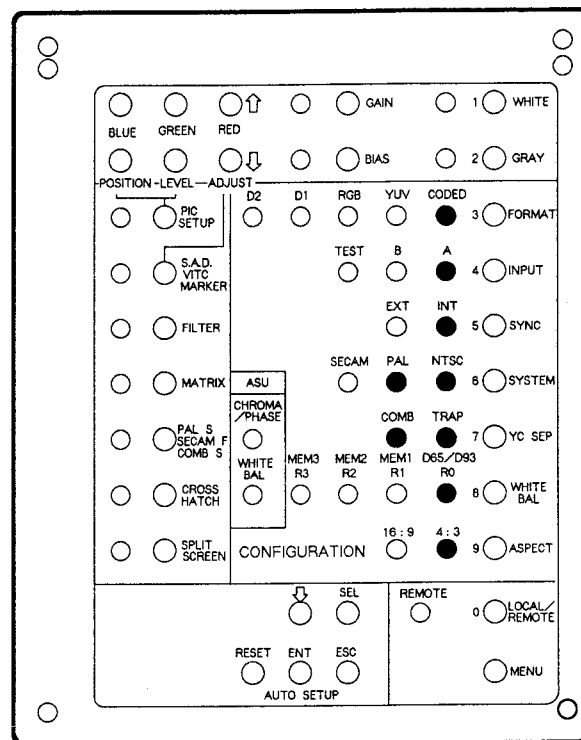 GAIN 1 WHITE
BLUE GREEN RED
BIAS 2 GRAY
POSITION LEVEL ADJUST
D2 D1 RGB YUV CODED
PIC
SETUP
3 FORMAT
TEST B A
S.A.D.
VITC
MARKER
4 INPUT
EXT INT
FILTER
5 SYNC
SECAM PAL NTSC
MATRIX ASU
6 SYSTEM
CHROMA
/PHASE
COMB TRAP
PAL S
SECAM F
COMB S
7 YC SEP
WHITE
BAL
MEM3 MEM2 MEM1 D65/D93
R3 R2 R1 R0
CROSS
HATCH
8 WHITE
BAL
16:9 4:3
SPLIT
SCREEN
CONFIGURATION
9 ASPECT
SEL REMOTE
0 LOCAL/
REMOTE
RESET ENT ESC
MENU
AUTO SETUP